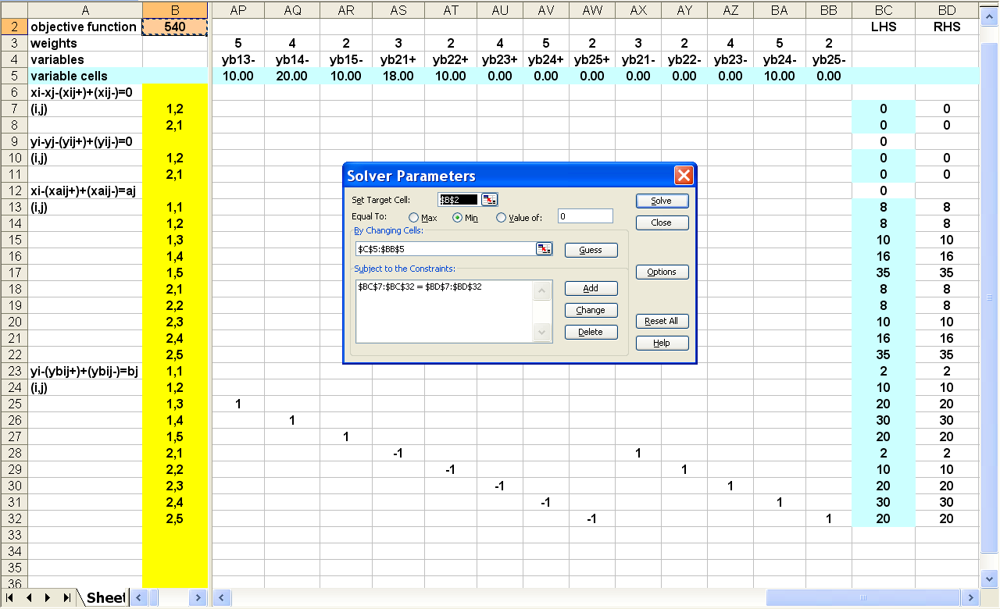 A B AP AQ AR AS AT AU AV AW AX AY AZ BA BB BC BD
2 objective function 540 LHS RHS
3 weights 5 4 2 3 2 4 5 2 3 2 4 5 2
4 variables yb13- yb14- yb15- yb21+ yb22+ yb23+ yb24+ yb25+ yb21- yb22- yb23- yb24- yb25-
5 variable cells 10.00 20.00 10.00 18.00 10.00 0.00 0.00 0.00 0.00 0.00 0.00 10.00 0.00
6 xi-xj-(xij+)+(xij-)=0
7 (i,j) 1,2 0 0
8 2,1 0 0
9 yi-yj-(yij+)+(yij-)=0 0
10 (i,j) 1,2 0 0
11 2,1 0 0
12 xi-(xaij+)+(xaij-)=aj 0
13 (i,j) 1,1 8 8
14 1,2 8 8
15 1,3 10 10
16 1,4 16 16
17 1,5 35 35
18 2,1 8 8
19 2,2 8 8
20 2,3 10 10
21 2,4 16 16
22 2,5 35 35
23 yi-(ybij+)+(ybij-)=bj 1,1 2 2
24 (i,j) 1,2 10 10
25 1,3 1 20 20
26 1,4 1 30 30
27 1,5 1 20 20
28 2,1 -1 1 2 2
29 2,2 -1 1 10 10
30 2,3 -1 1 20 20
31 2,4 -1 1 30 30
32 2,5 -1 1 20 20
33
34
35
36
Solver Parameters
Set Target Cell: $B$2 Solve
Equal To: Max Min Value of: 0 Close
By Changing Cells:
$C$5:$BB$5 Guess
Subject to the Constraints: Options
$BC$7:$BC$32 = $BD$7:$BD$32 Add
Change
Reset All
Delete
Help
Sheet